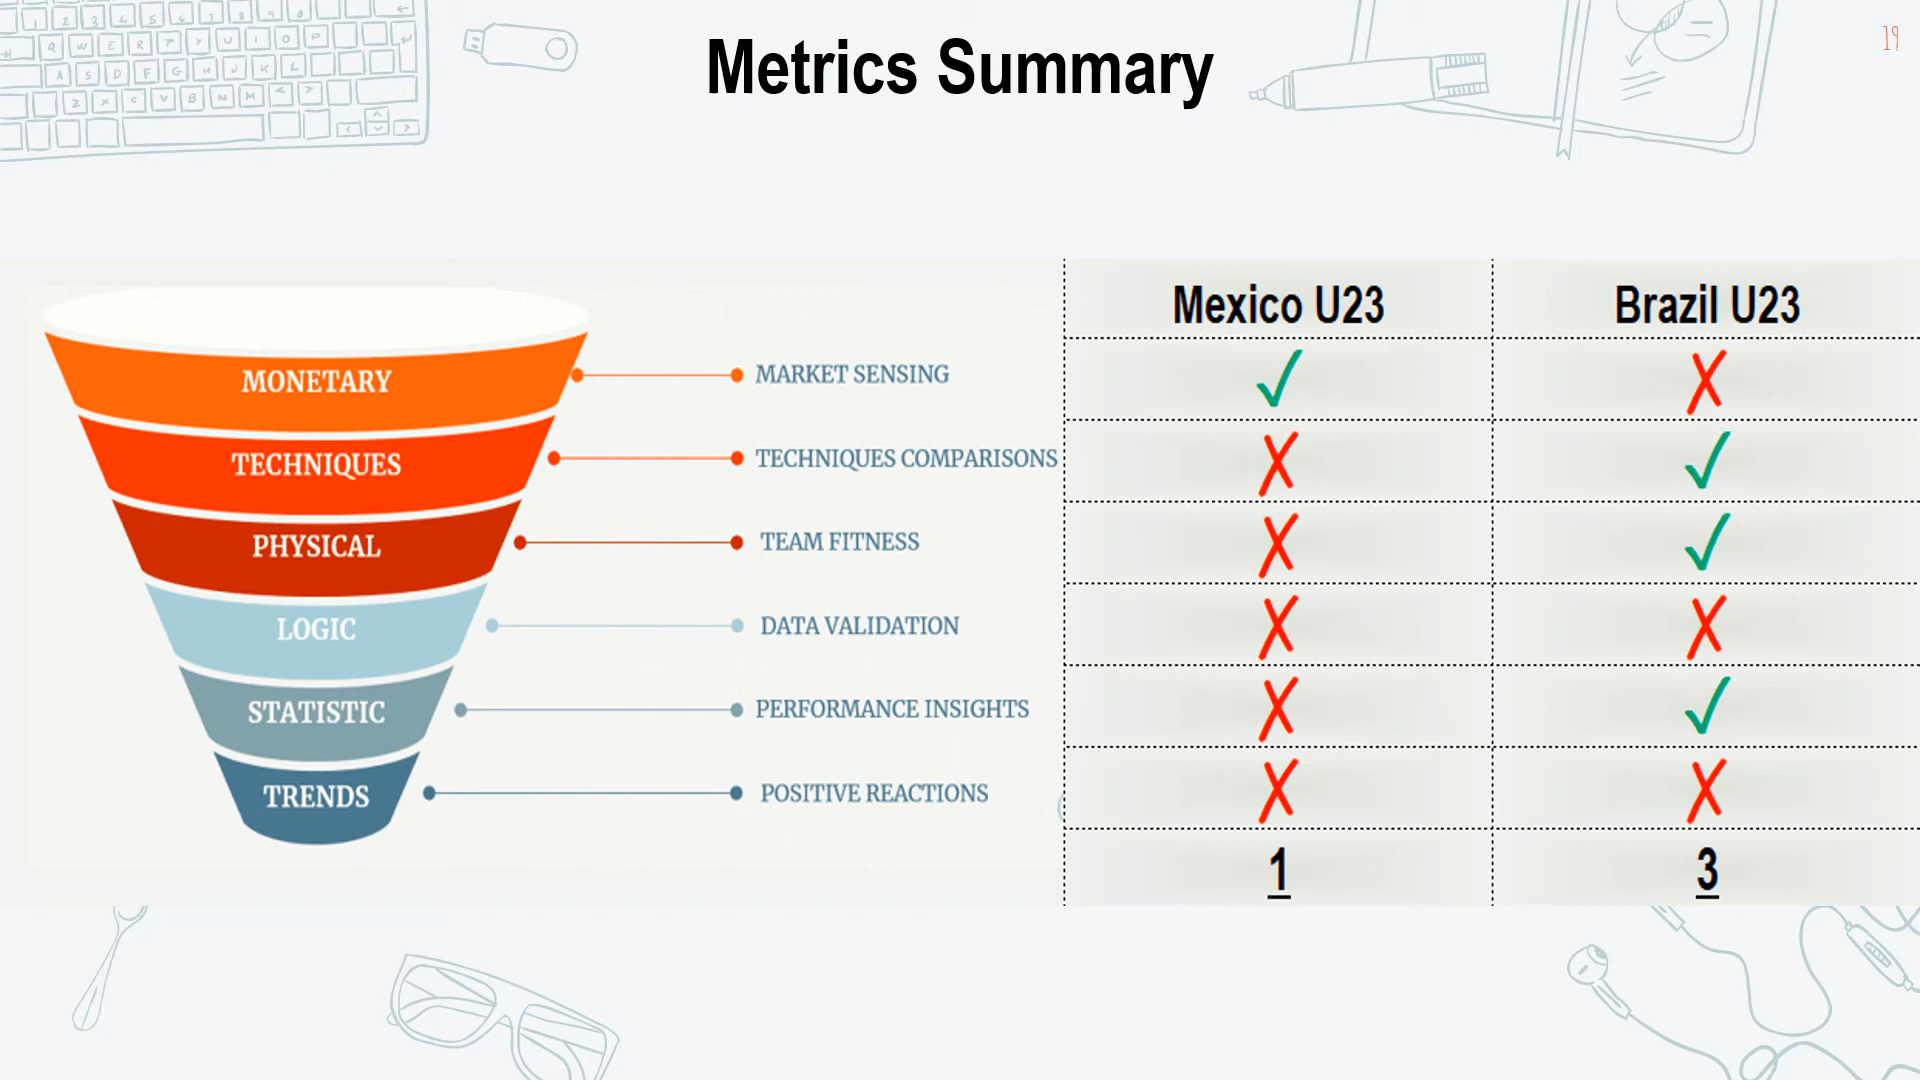 Metrics Summary
19
Mexico U23 Brazil U23
MONETARY MARKET SENSING ✓ ✗
TECHNIQUES TECHNIQUES COMPARISONS ✗ ✓
PHYSICAL TEAM FITNESS ✗ ✓
LOGIC DATA VALIDATION ✗ ✗
STATISTIC PERFORMANCE INSIGHTS ✗ ✓
TRENDS POSITIVE REACTIONS ✗ ✗
1 3